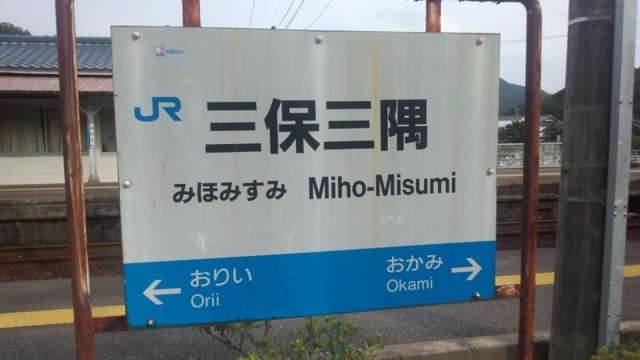 JR 三保三隅
みほみすみ Miho-Misumi
← おりい おかみ →
Orii Okami